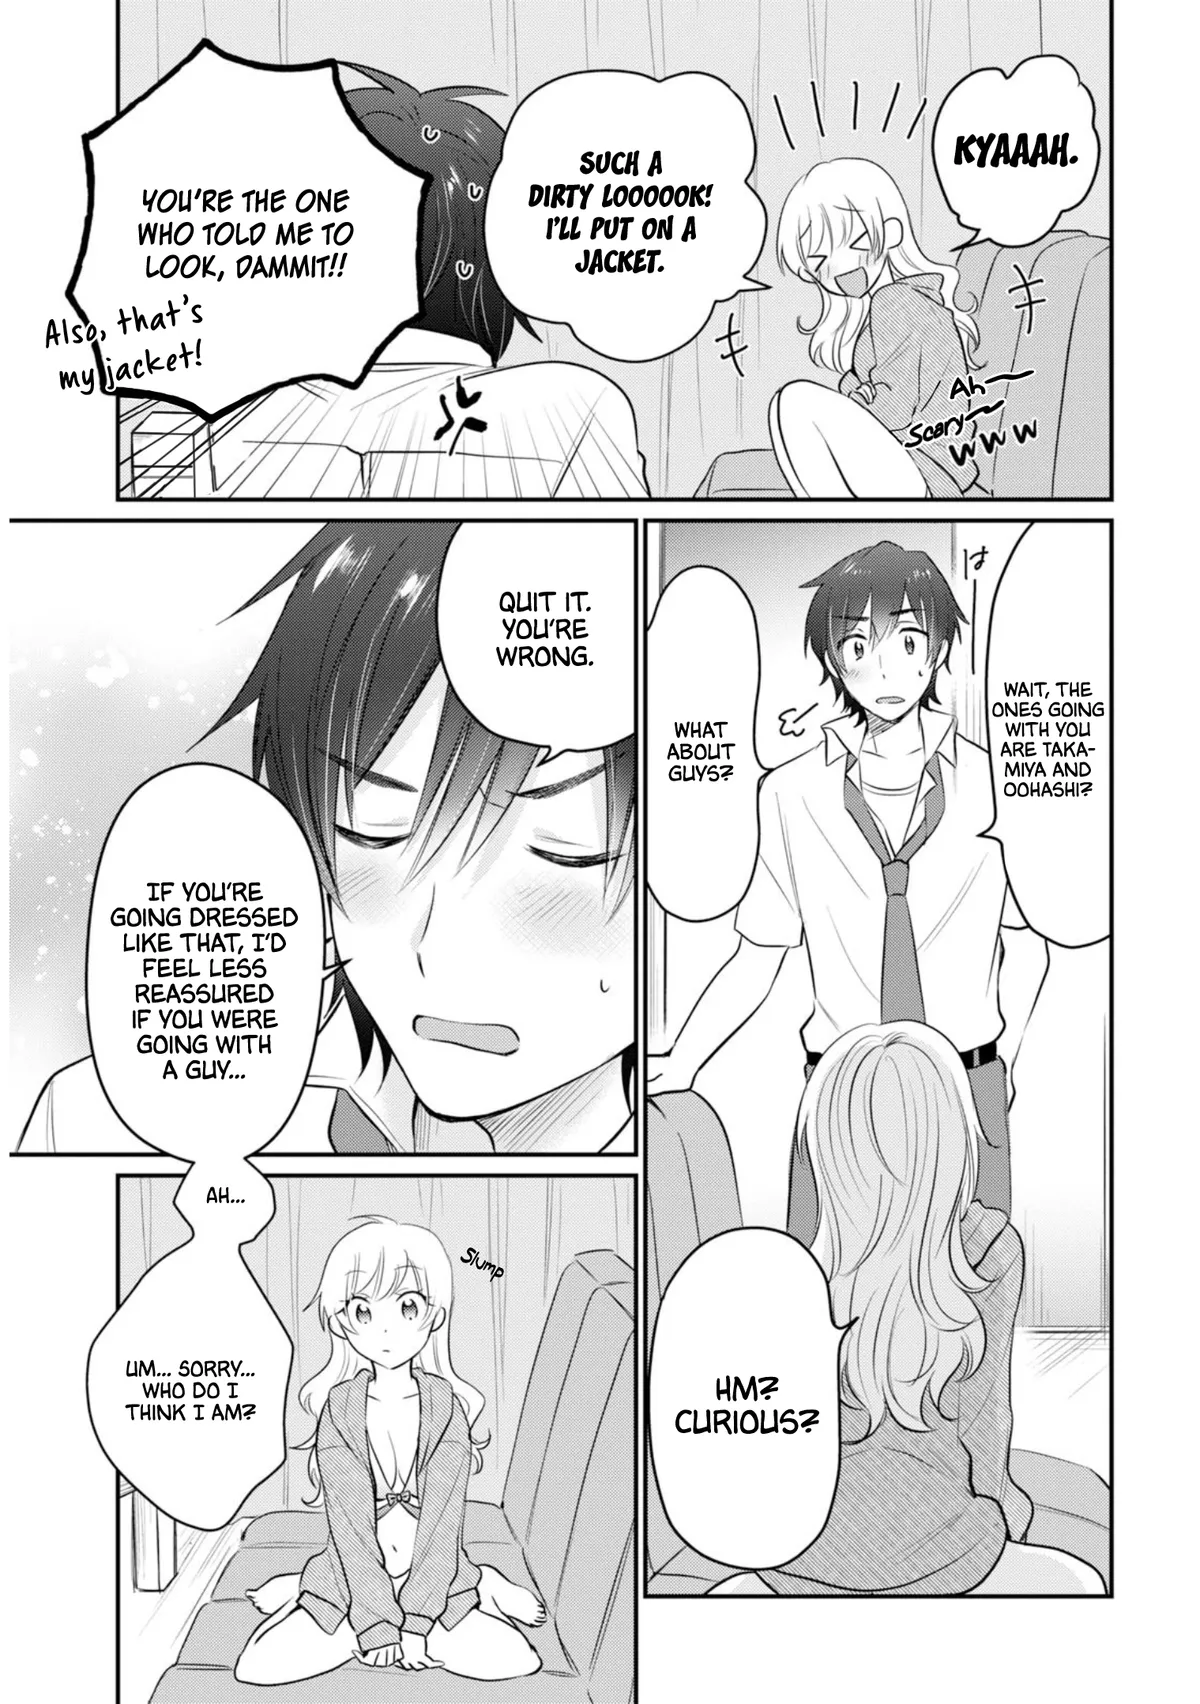 KYAAAH.
SUCH A
DIRTY LOOOOOK!
I'LL PUT ON A
JACKET.
Ah~
Scary~
WWW
YOU'RE THE ONE
WHO TOLD ME TO
LOOK, DAMMIT!!
Also, that's
my jacket!
は
WAIT, THE
ONES GOING
WITH YOU
ARE TAKA-
MIYA AND
OOHASHI?
WHAT
ABOUT
GUYS?
HM?
CURIOUS?
QUIT IT.
YOU'RE
WRONG.
IF YOU'RE
GOING DRESSED
LIKE THAT, I'D
FEEL LESS
REASSURED
IF YOU WERE
GOING WITH
A GUY...
AH...
Slump
UM... SORRY...
WHO DO I
THINK I AM?